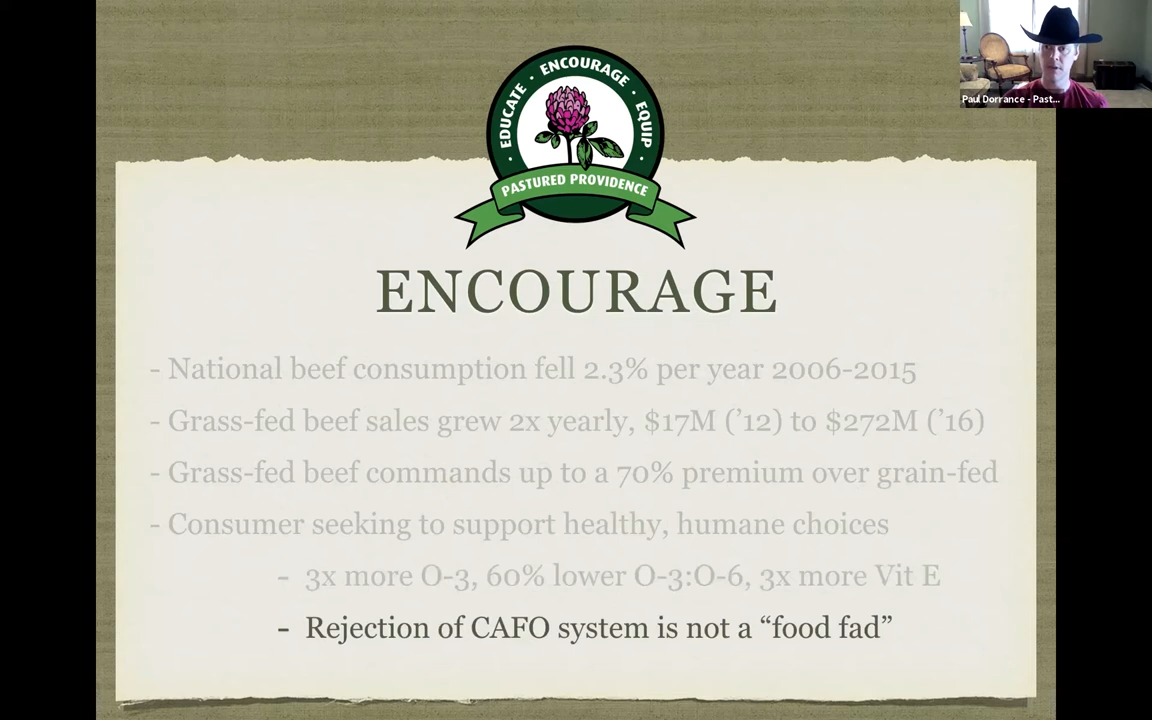 · EDUCATE · ENCOURAGE · EQUIP ·
PASTURED PROVIDENCE
Paul Dorrance - Past...
ENCOURAGE
- National beef consumption fell 2.3% per year 2006-2015
- Grass-fed beef sales grew 2x yearly, $17M (’12) to $272M (’16)
- Grass-fed beef commands up to a 70% premium over grain-fed
- Consumer seeking to support healthy, humane choices
- 3x more O-3, 60% lower O-3:O-6, 3x more Vit E
- Rejection of CAFO system is not a “food fad”